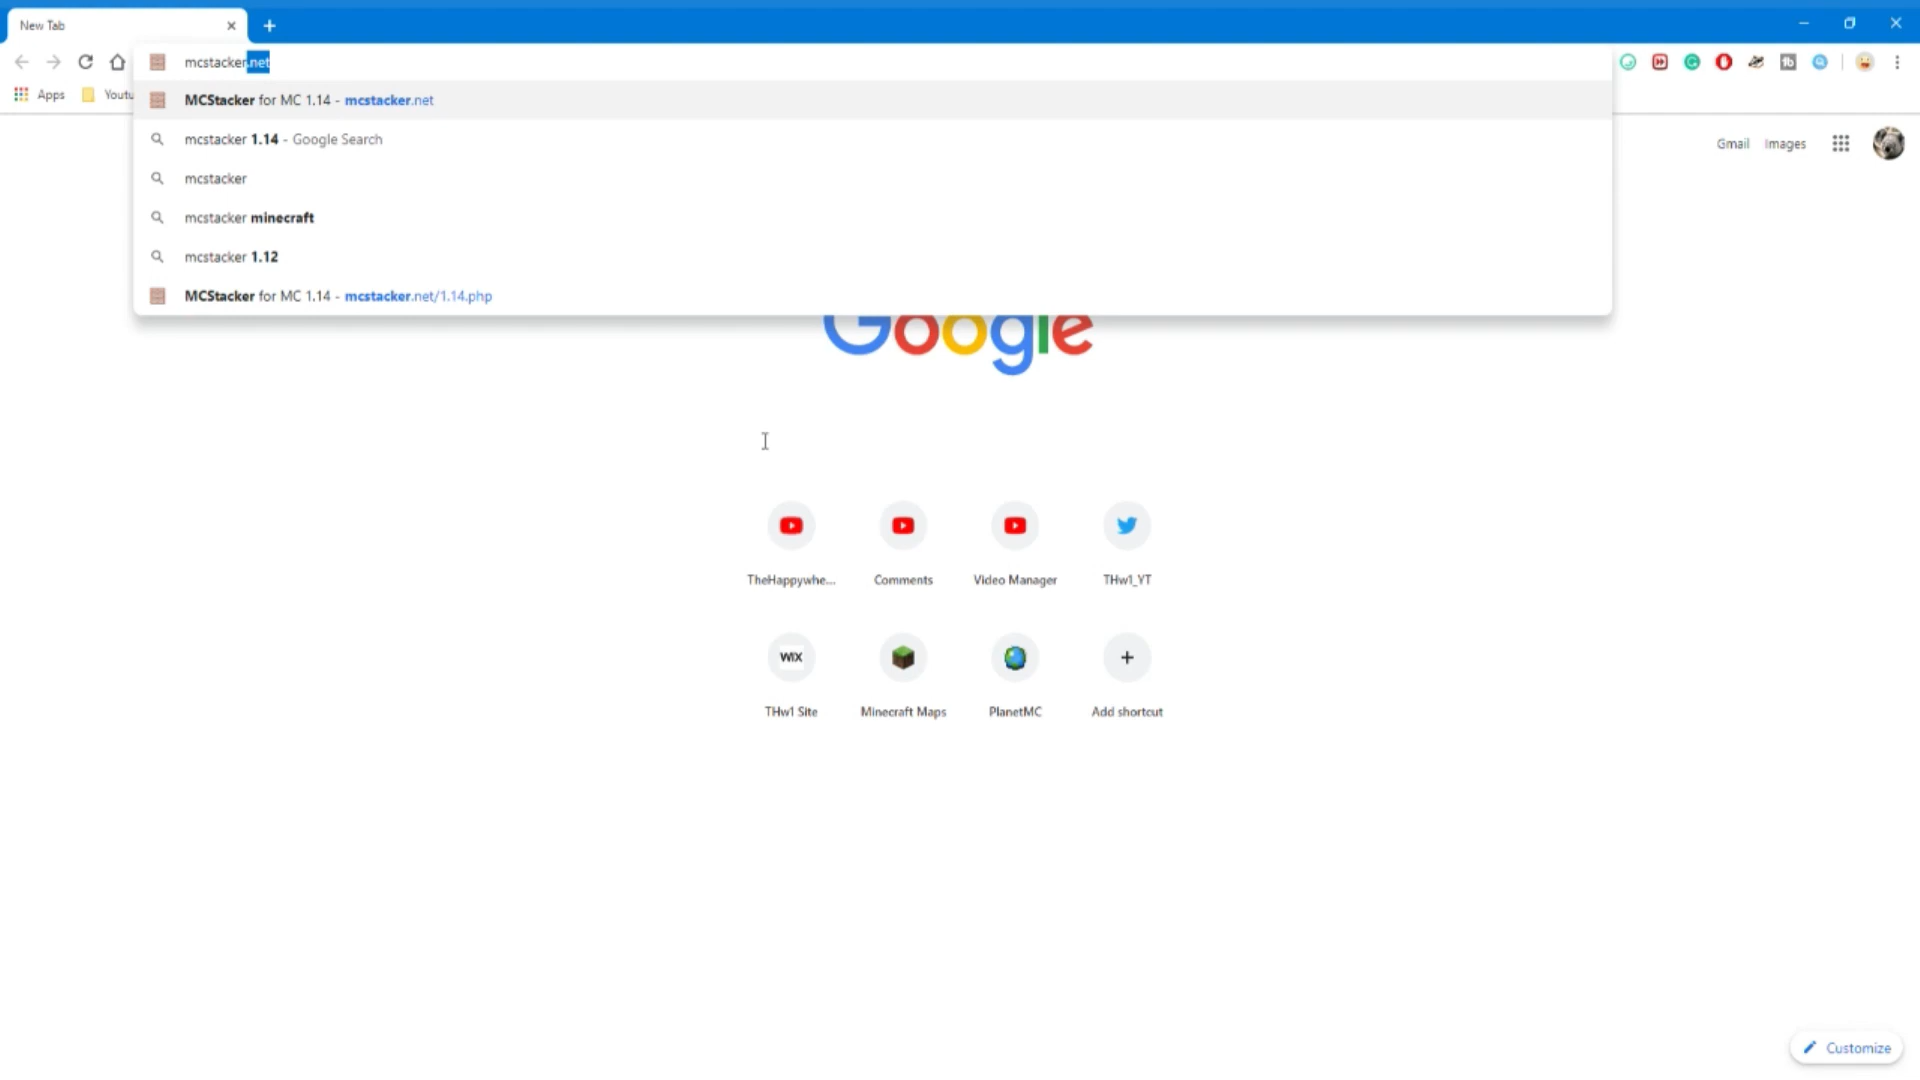 New Tab
mcstacker.net
MCStacker for MC 1.14 - mcstacker.net
Apps
Youtu
mcstacker 1.14 - Google Search
Gmail Images
mcstacker
mcstacker minecraft
mcstacker 1.12
MCStacker for MC 1.14 - mcstacker.net/1.14.php
Google
TheHappywhe... Comments Video Manager THw1_YT
WIX
THw1 Site Minecraft Maps PlanetMC Add shortcut
Customize